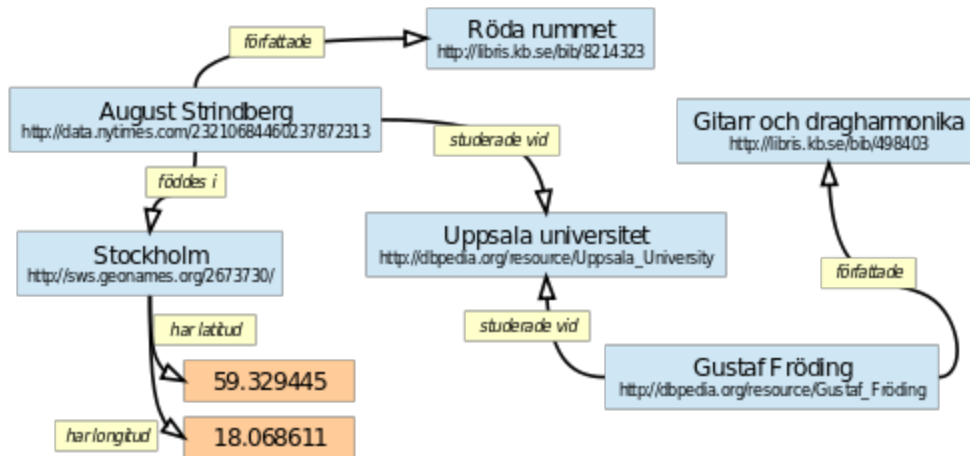 Röda rummet
http://libris.kb.se/bib/8214323
författade
August Strindberg
http://data.nytimes.com/23210684460237872313
studerade vid
Gitarr och dragharmonika
http://libris.kb.se/bib/498403
föddes i
Stockholm
http://sws.geonames.org/2673730/
Uppsala universitet
http://dbpedia.org/resource/Uppsala_University
författade
har latitud
studerade vid
59.329445
Gustaf Fröding
http://dbpedia.org/resource/Gustaf_Fröding
har longitud
18.068611